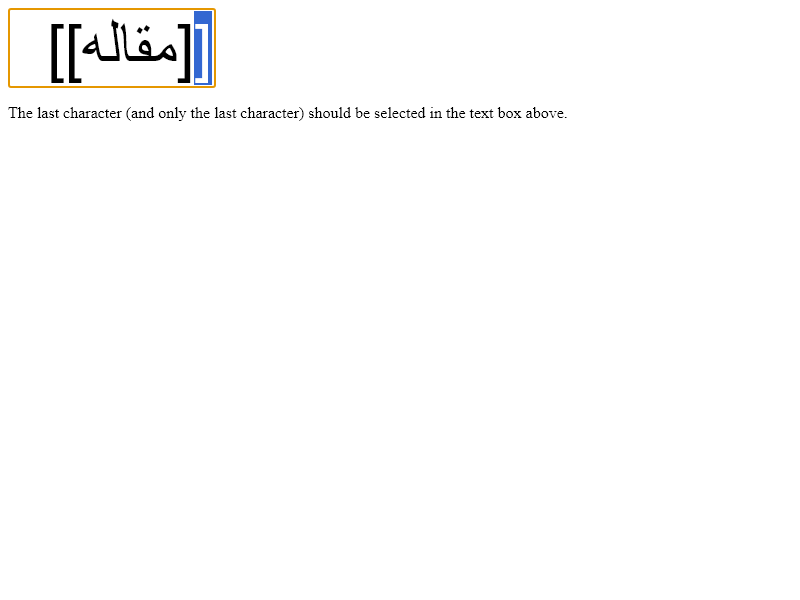 [[مقاله]]
The last character (and only the last character) should be selected in the text box above.